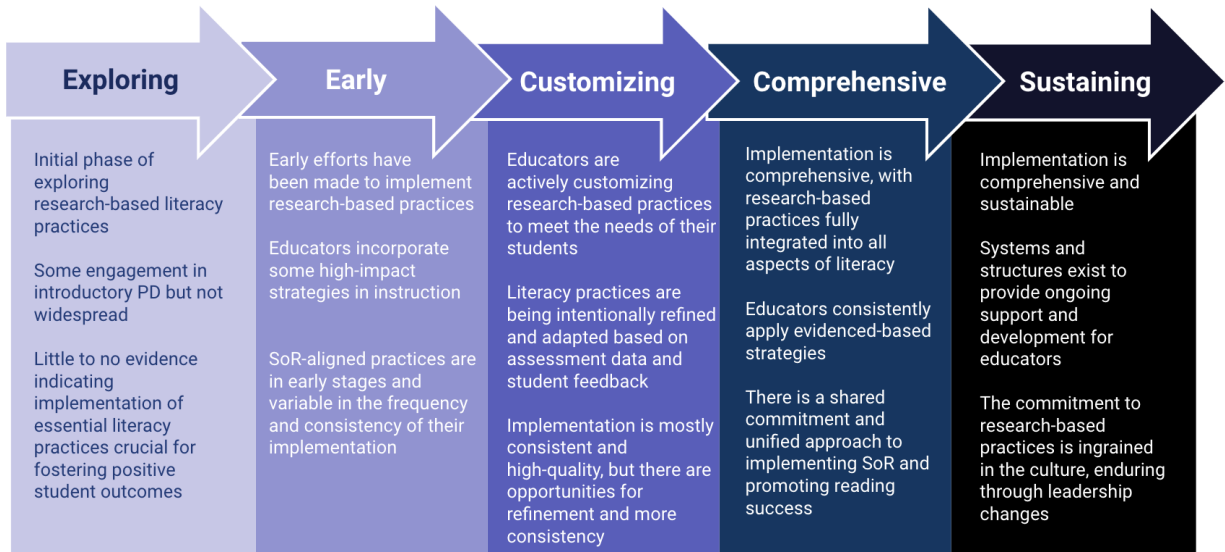 Exploring
Early
Customizing
Comprehensive
Sustaining
Initial phase of
exploring
research-based literacy
practices
Some engagement in
introductory PD but not
widespread
Little to no evidence
indicating
implementation of
essential literacy
practices crucial for
fostering positive
student outcomes
Early efforts have
been made to implement
research-based practices
Educators incorporate
some high-impact
strategies in instruction
SoR-aligned practices are
in early stages and
variable in the frequency
and consistency of their
implementation
Educators are
actively customizing
research-based practices
to meet the needs of their
students
Literacy practices are
being intentionally refined
and adapted based on
assessment data and
student feedback
Implementation is mostly
consistent and
high-quality, but there are
opportunities for
refinement and more
consistency
Implementation is
comprehensive, with
research-based
practices fully
integrated into all
aspects of literacy
Educators consistently
apply evidenced-based
strategies
There is a shared
commitment and
unified approach to
implementing SoR and
promoting reading
success
Implementation is
comprehensive and
sustainable
Systems and
structures exist to
provide ongoing
support and
development for
educators
The commitment to
research-based
practices is ingrained
in the culture, enduring
through leadership
changes